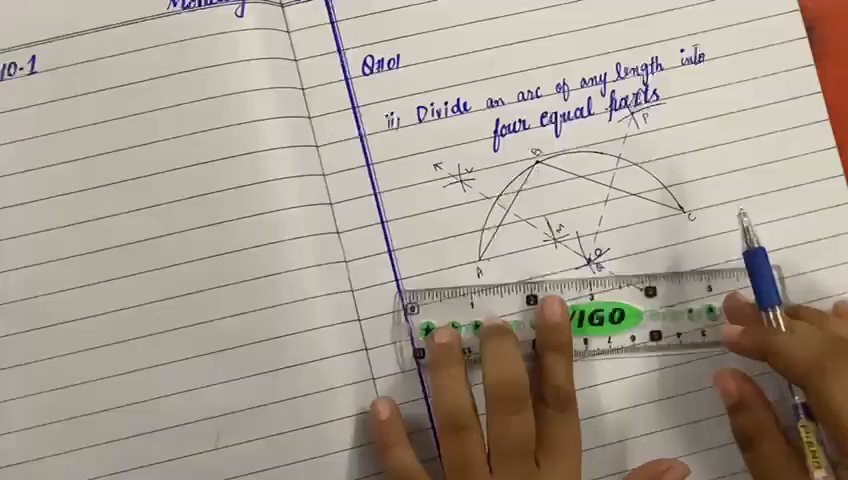 10-1
Q#01
ii, Divide an arc of any length into
four equal parts
P
B
C
A
O
VIGO